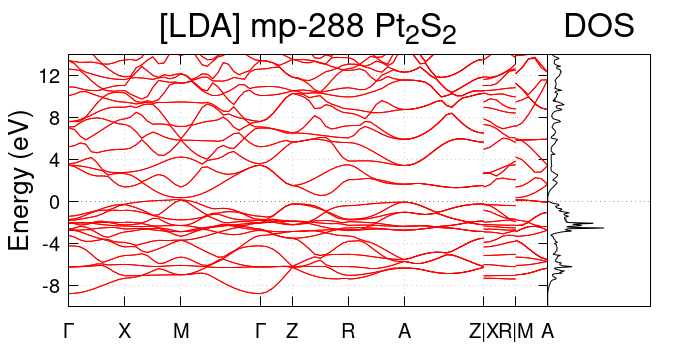 [LDA] mp-288 Pt₂S₂ DOS
Energy (eV)
12
8
4
0
-4
-8
Γ X M Γ Z R A Z|XR|M A